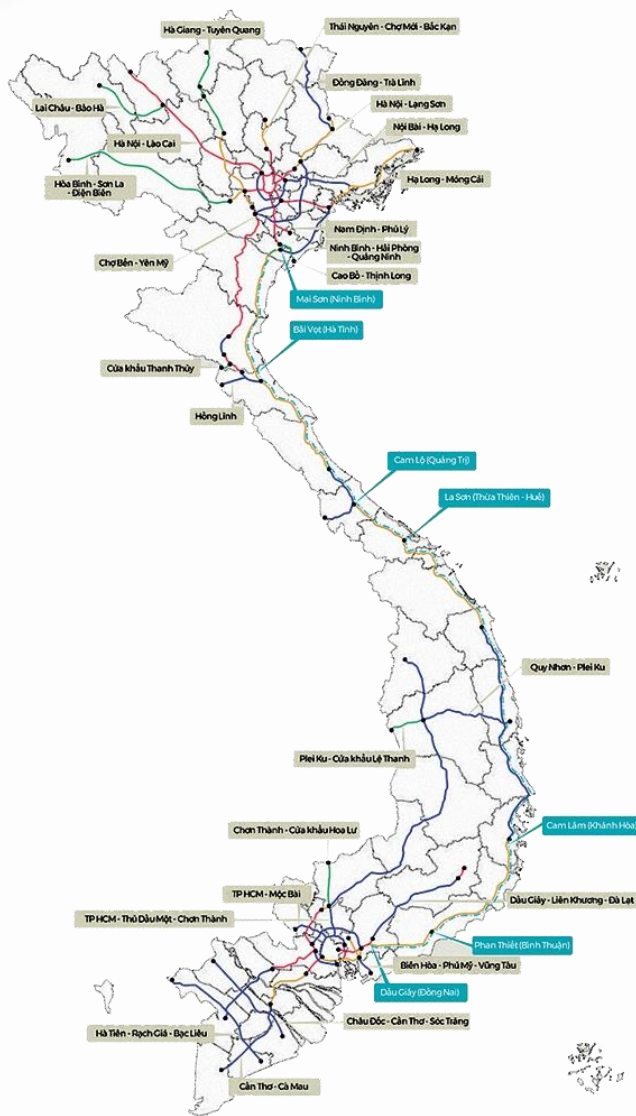 Hà Giang - Tuyên Quang
Thái Nguyên - Chợ Mới - Bắc Kạn
Đồng Đăng - Trà Lĩnh
Lai Châu - Bảo Hà
Hà Nội - Lạng Sơn
Nội Bài - Hạ Long
Hà Nội - Lào Cai
Hạ Long - Móng Cái
Hòa Bình - Sơn La
- Điện Biên
Nam Định - Phủ Lý
Ninh Bình - Hải Phòng
- Quảng Ninh
Chợ Bến - Yên Mỹ
Cao Bồ - Thịnh Long
Mai Sơn (Ninh Bình)
Bãi Vọt (Hà Tĩnh)
Cửa khẩu Thanh Thủy
Hồng Lĩnh
Cam Lộ (Quảng Trị)
La Sơn (Thừa Thiên - Huế)
Quy Nhơn - Plei Ku
Plei Ku - Cửa khẩu Lệ Thanh
Cam Lâm (Khánh Hòa)
Chơn Thành - Cửa khẩu Hoa Lư
TP HCM - Mộc Bài
Dầu Giây - Liên Khương - Đà Lạt
TP HCM - Thủ Dầu Một - Chơn Thành
Phan Thiết (Bình Thuận)
Biên Hòa - Phú Mỹ - Vũng Tàu
Dầu Giây (Đồng Nai)
Châu Đốc - Cần Thơ - Sóc Trăng
Hà Tiên - Rạch Giá - Bạc Liêu
Cần Thơ - Cà Mau